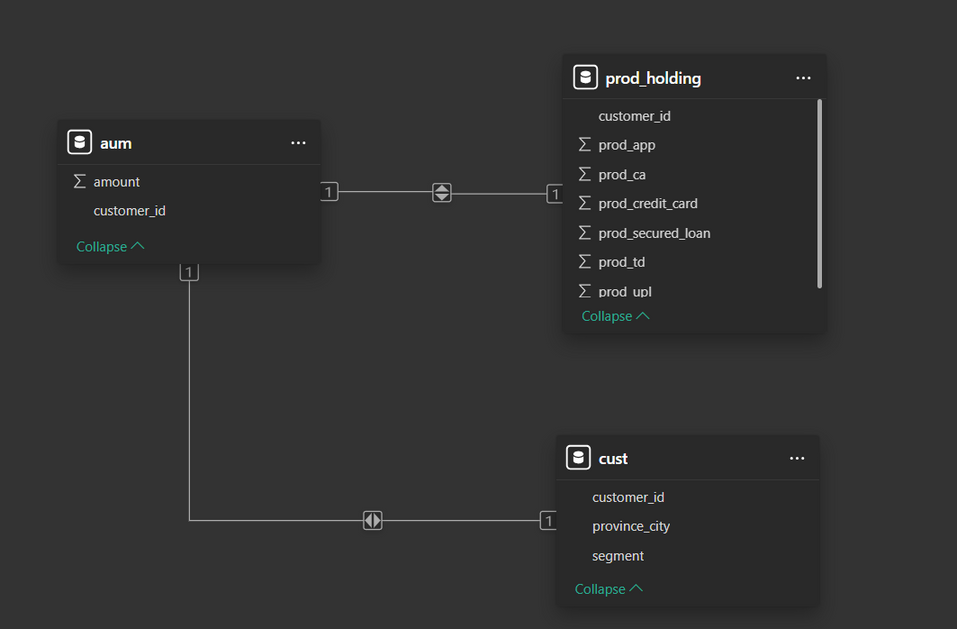 aum
amount
customer_id
Collapse
1
1
1
1
prod_holding
customer_id
prod_app
prod_ca
prod_credit_card
prod_secured_loan
prod_td
prod_upl
Collapse
cust
customer_id
province_city
segment
Collapse